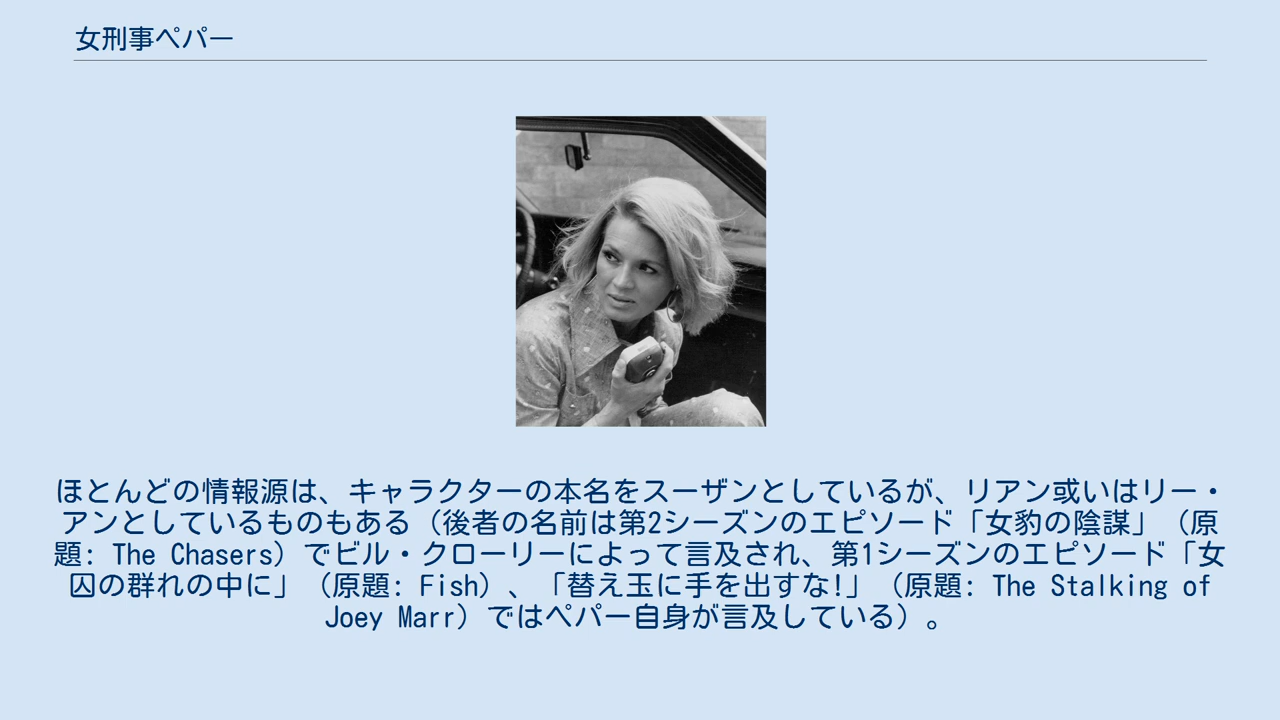 女刑事ペパー
ほとんどの情報源は、キャラクターの本名をスーザンとしているが、リアン或いはリー・
アンとしているものもある（後者の名前は第2シーズンのエピソード「女豹の陰謀」（原
題: The Chasers）でビル・クローリーによって言及され、第1シーズンのエピソード「女
囚の群れの中に」（原題: Fish）、「替え玉に手を出すな!」（原題: The Stalking of
Joey Marr）ではペパー自身が言及している）。